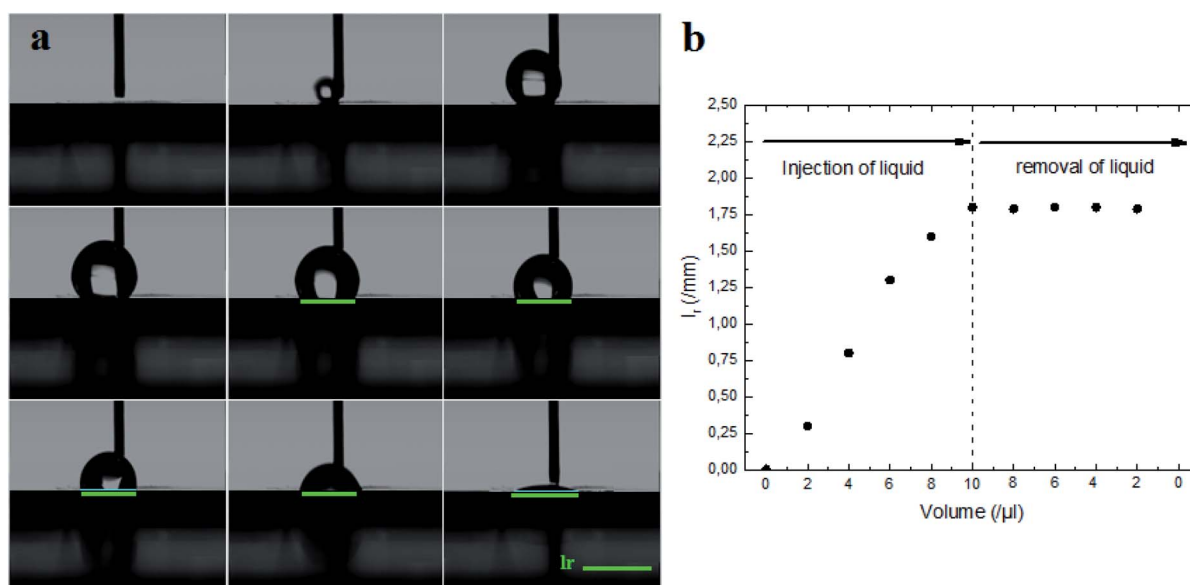 a
lr
b
2,50
2,25
2,00
1,75
1,50
1,25
1,00
0,75
0,50
0,25
0,00
Injection of liquid
removal of liquid
0 2 4 6 8 10 8 6 4 2 0
Volume (/µl)
lr (/mm)